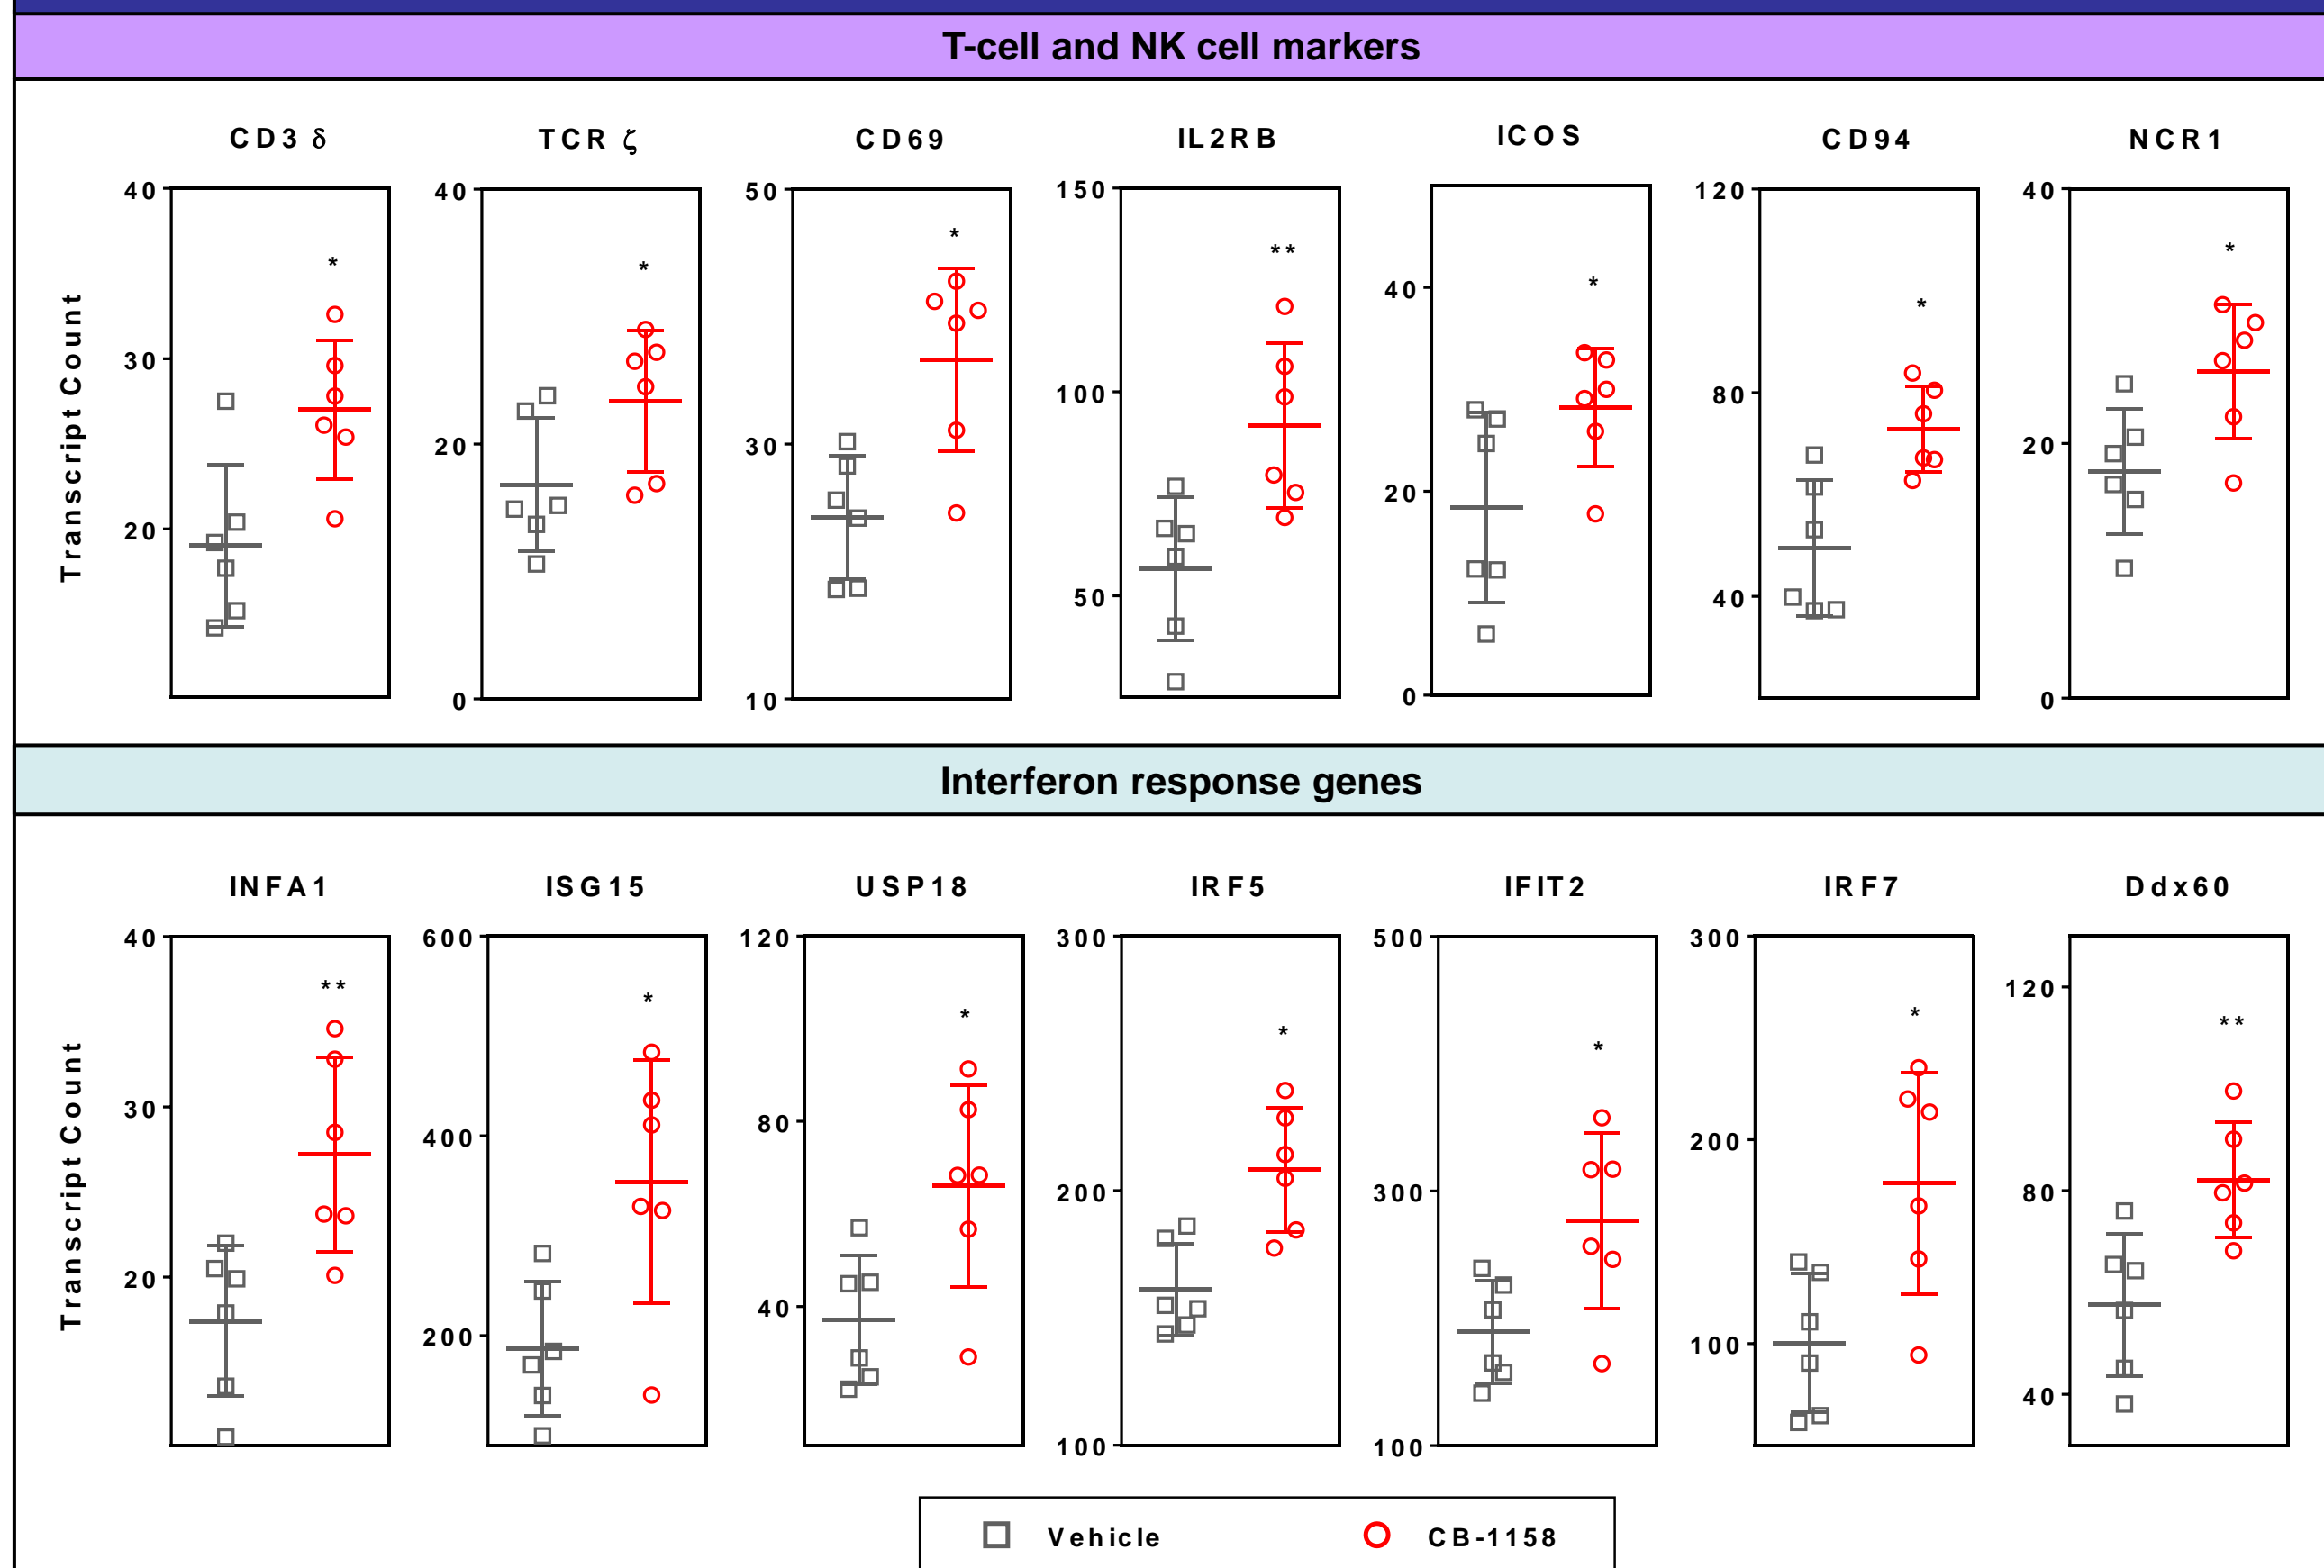 T-cell and NK cell markers
CD3 δ TCR ζ CD69 IL2RB ICOS CD94 NCR1
Transcript Count
40 30 20
*
40 20 0
*
50 30 10
*
150 100 50
**
40 20 0
*
120 80 40
*
40 20 0
*
Interferon response genes
INFA1 ISG15 USP18 IRF5 IFIT2 IRF7 Ddx60
Transcript Count
40 30 20
**
600 400 200
*
120 80 40
*
300 200 100
*
500 300 100
*
300 200 100
*
120 80 40
**
Vehicle CB-1158